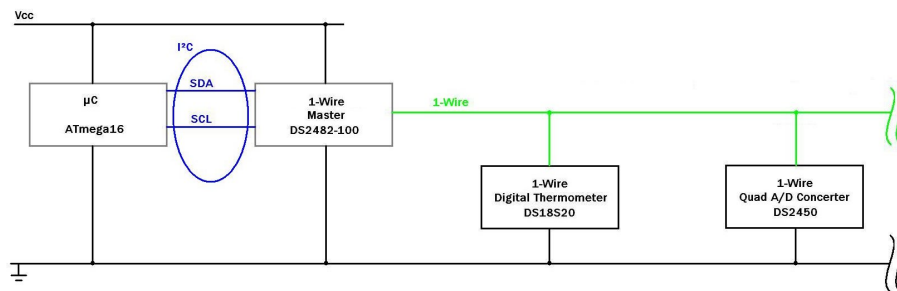 Vcc
I²C
SDA
SCL
µC
ATmega16
1-Wire
Master
DS2482-100
1-Wire
1-Wire
Digital Thermometer
DS18S20
1-Wire
Quad A/D Concerter
DS2450